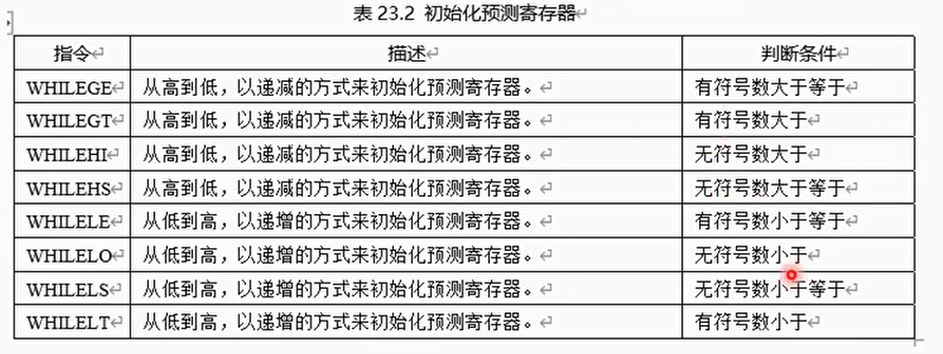 表 23.2 初始化预测寄存器
指令 描述 判断条件
WHILEGE 从高到低，以递减的方式来初始化预测寄存器。 有符号数大于等于
WHILEGT 从高到低，以递减的方式来初始化预测寄存器。 有符号数大于
WHILEHI 从高到低，以递减的方式来初始化预测寄存器。 无符号数大于
WHILEHS 从高到低，以递减的方式来初始化预测寄存器。 无符号数大于等于
WHILELE 从低到高，以递增的方式来初始化预测寄存器。 有符号数小于等于
WHILELO 从低到高，以递增的方式来初始化预测寄存器。 无符号数小于
WHILELS 从低到高，以递增的方式来初始化预测寄存器。 无符号数小于等于
WHILELT 从低到高，以递增的方式来初始化预测寄存器。 有符号数小于